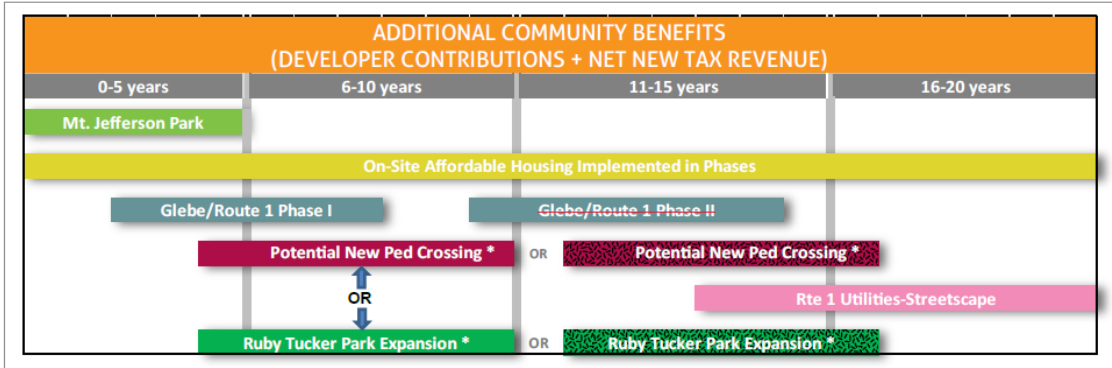 ADDITIONAL COMMUNITY BENEFITS
(DEVELOPER CONTRIBUTIONS + NET NEW TAX REVENUE)
0-5 years 6-10 years 11-15 years 16-20 years
Mt. Jefferson Park
On-Site Affordable Housing Implemented in Phases
Glebe/Route 1 Phase I Glebe/Route 1 Phase II
Potential New Ped Crossing * OR Potential New Ped Crossing *
OR
Rte 1 Utilities-Streetscape
Ruby Tucker Park Expansion * OR Ruby Tucker Park Expansion *